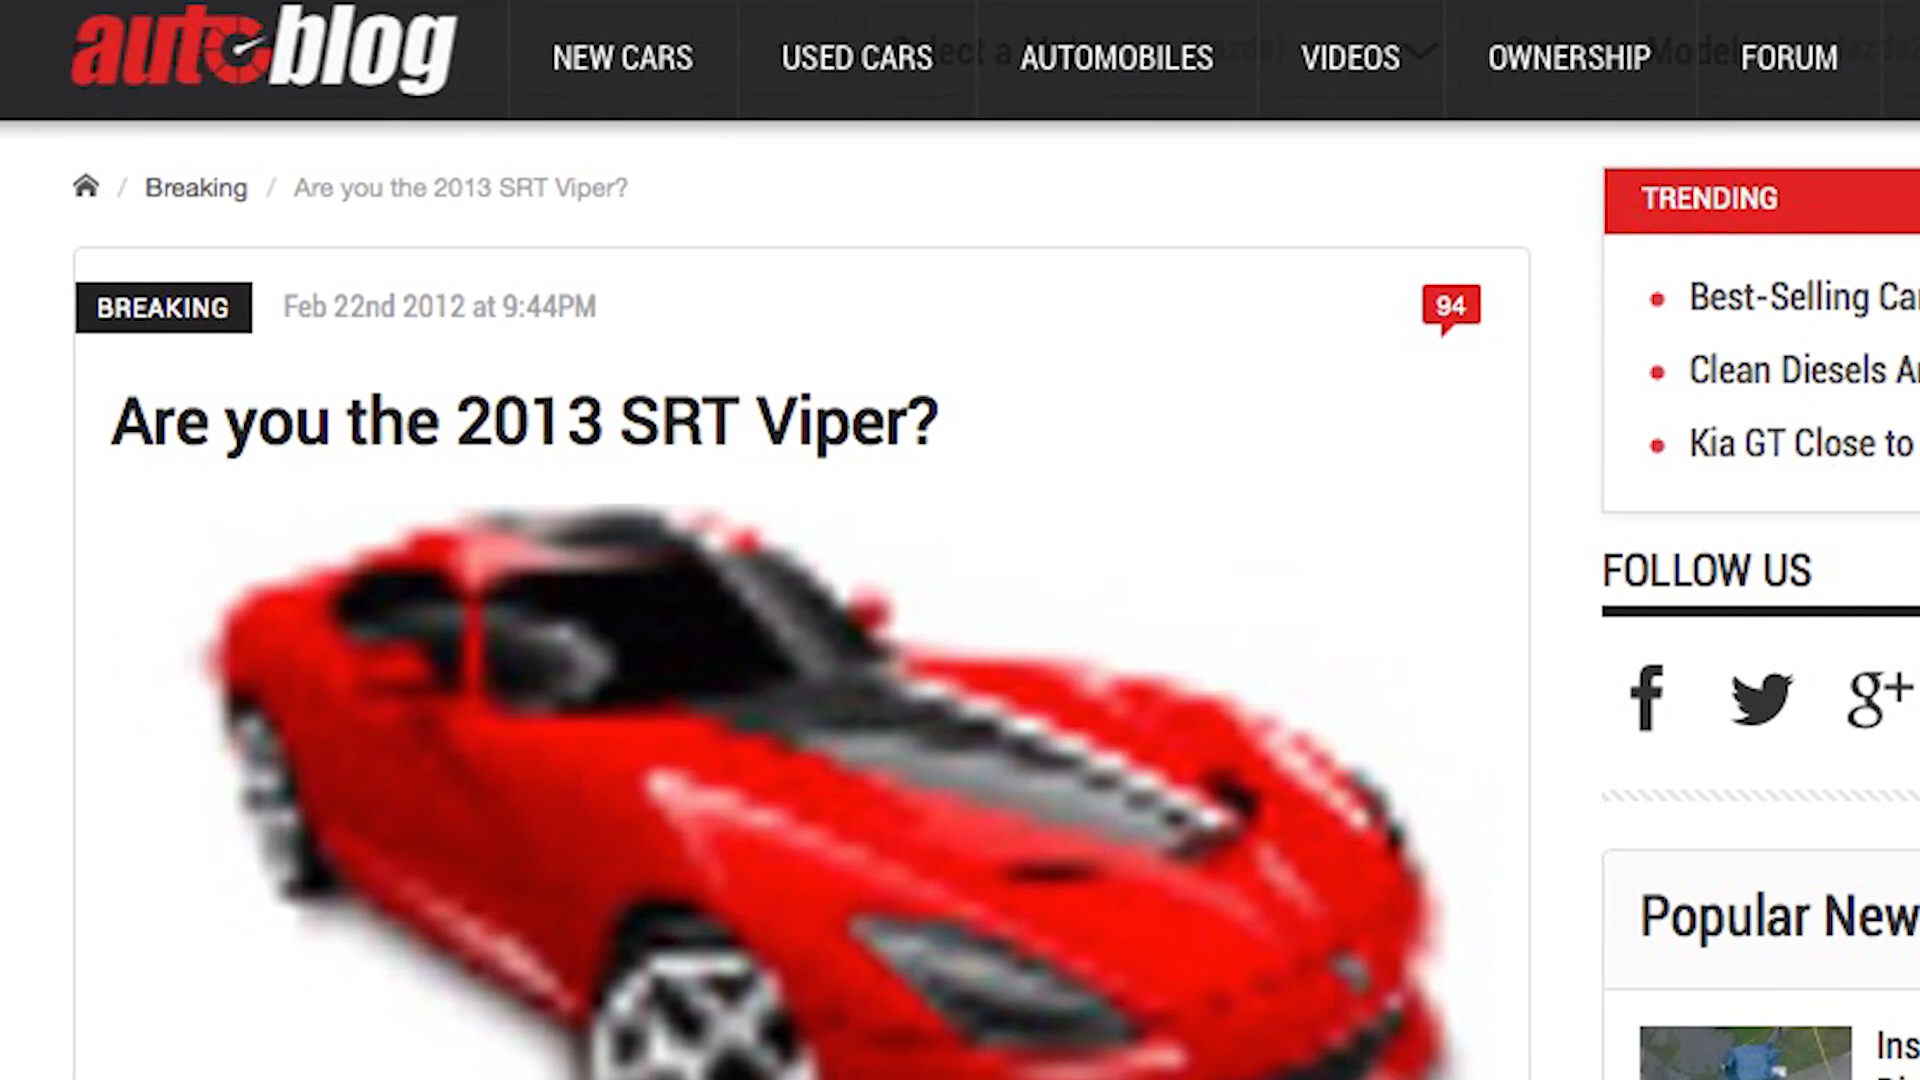 autoblog
NEW CARS
USED CARS
AUTOMOBILES
VIDEOS
OWNERSHIP
FORUM
Breaking / Are you the 2013 SRT Viper?
BREAKING
Feb 22nd 2012 at 9:44PM
94
Are you the 2013 SRT Viper?
TRENDING
Best-Selling Ca
Clean Diesels A
Kia GT Close to
FOLLOW US
g+
Popular New
Ins